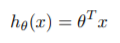 h_θ(x) = θ^T x